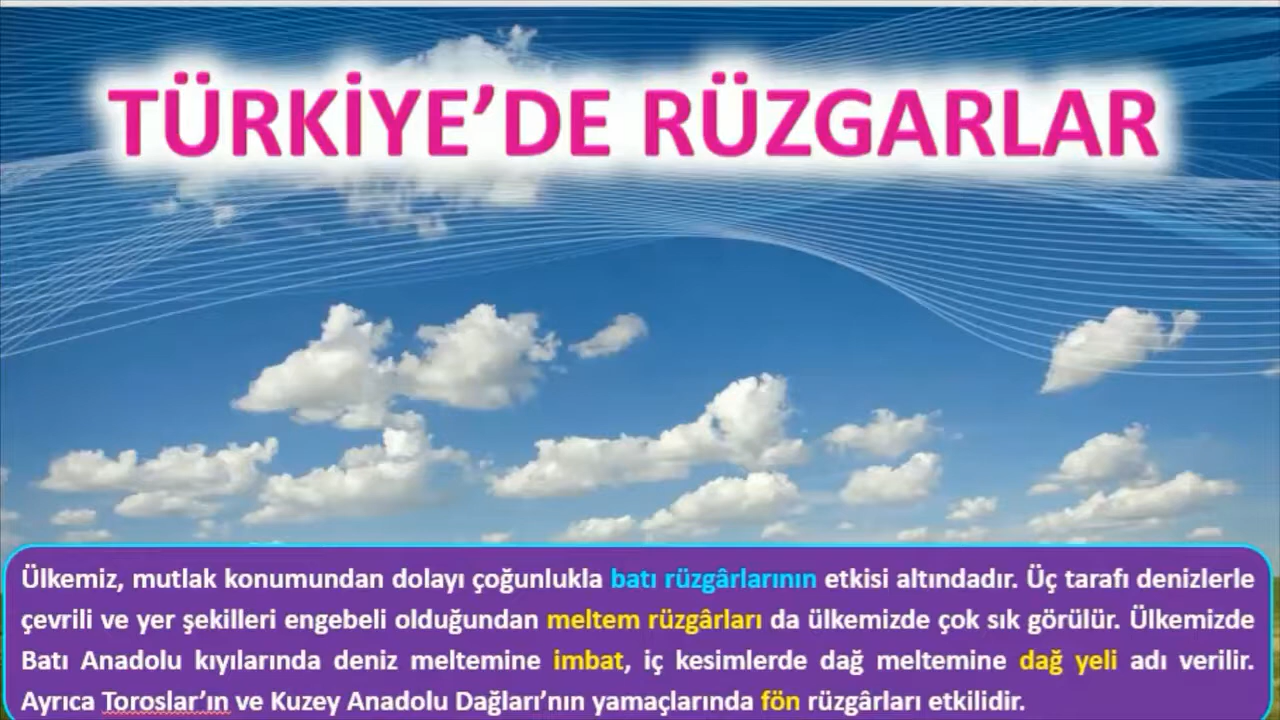 TÜRKİYE’DE RÜZGARLAR
Ülkemiz, mutlak konumundan dolayı çoğunlukla batı rüzgârlarının etkisi altındadır. Üç tarafı denizlerle
çevrili ve yer şekilleri engebeli olduğundan meltem rüzgârları da ülkemizde çok sık görülür. Ülkemizde
Batı Anadolu kıyılarında deniz meltemine imbat, iç kesimlerde dağ meltemine dağ yeli adı verilir.
Ayrıca Toroslar’ın ve Kuzey Anadolu Dağları’nın yamaçlarında fön rüzgârları etkilidir.